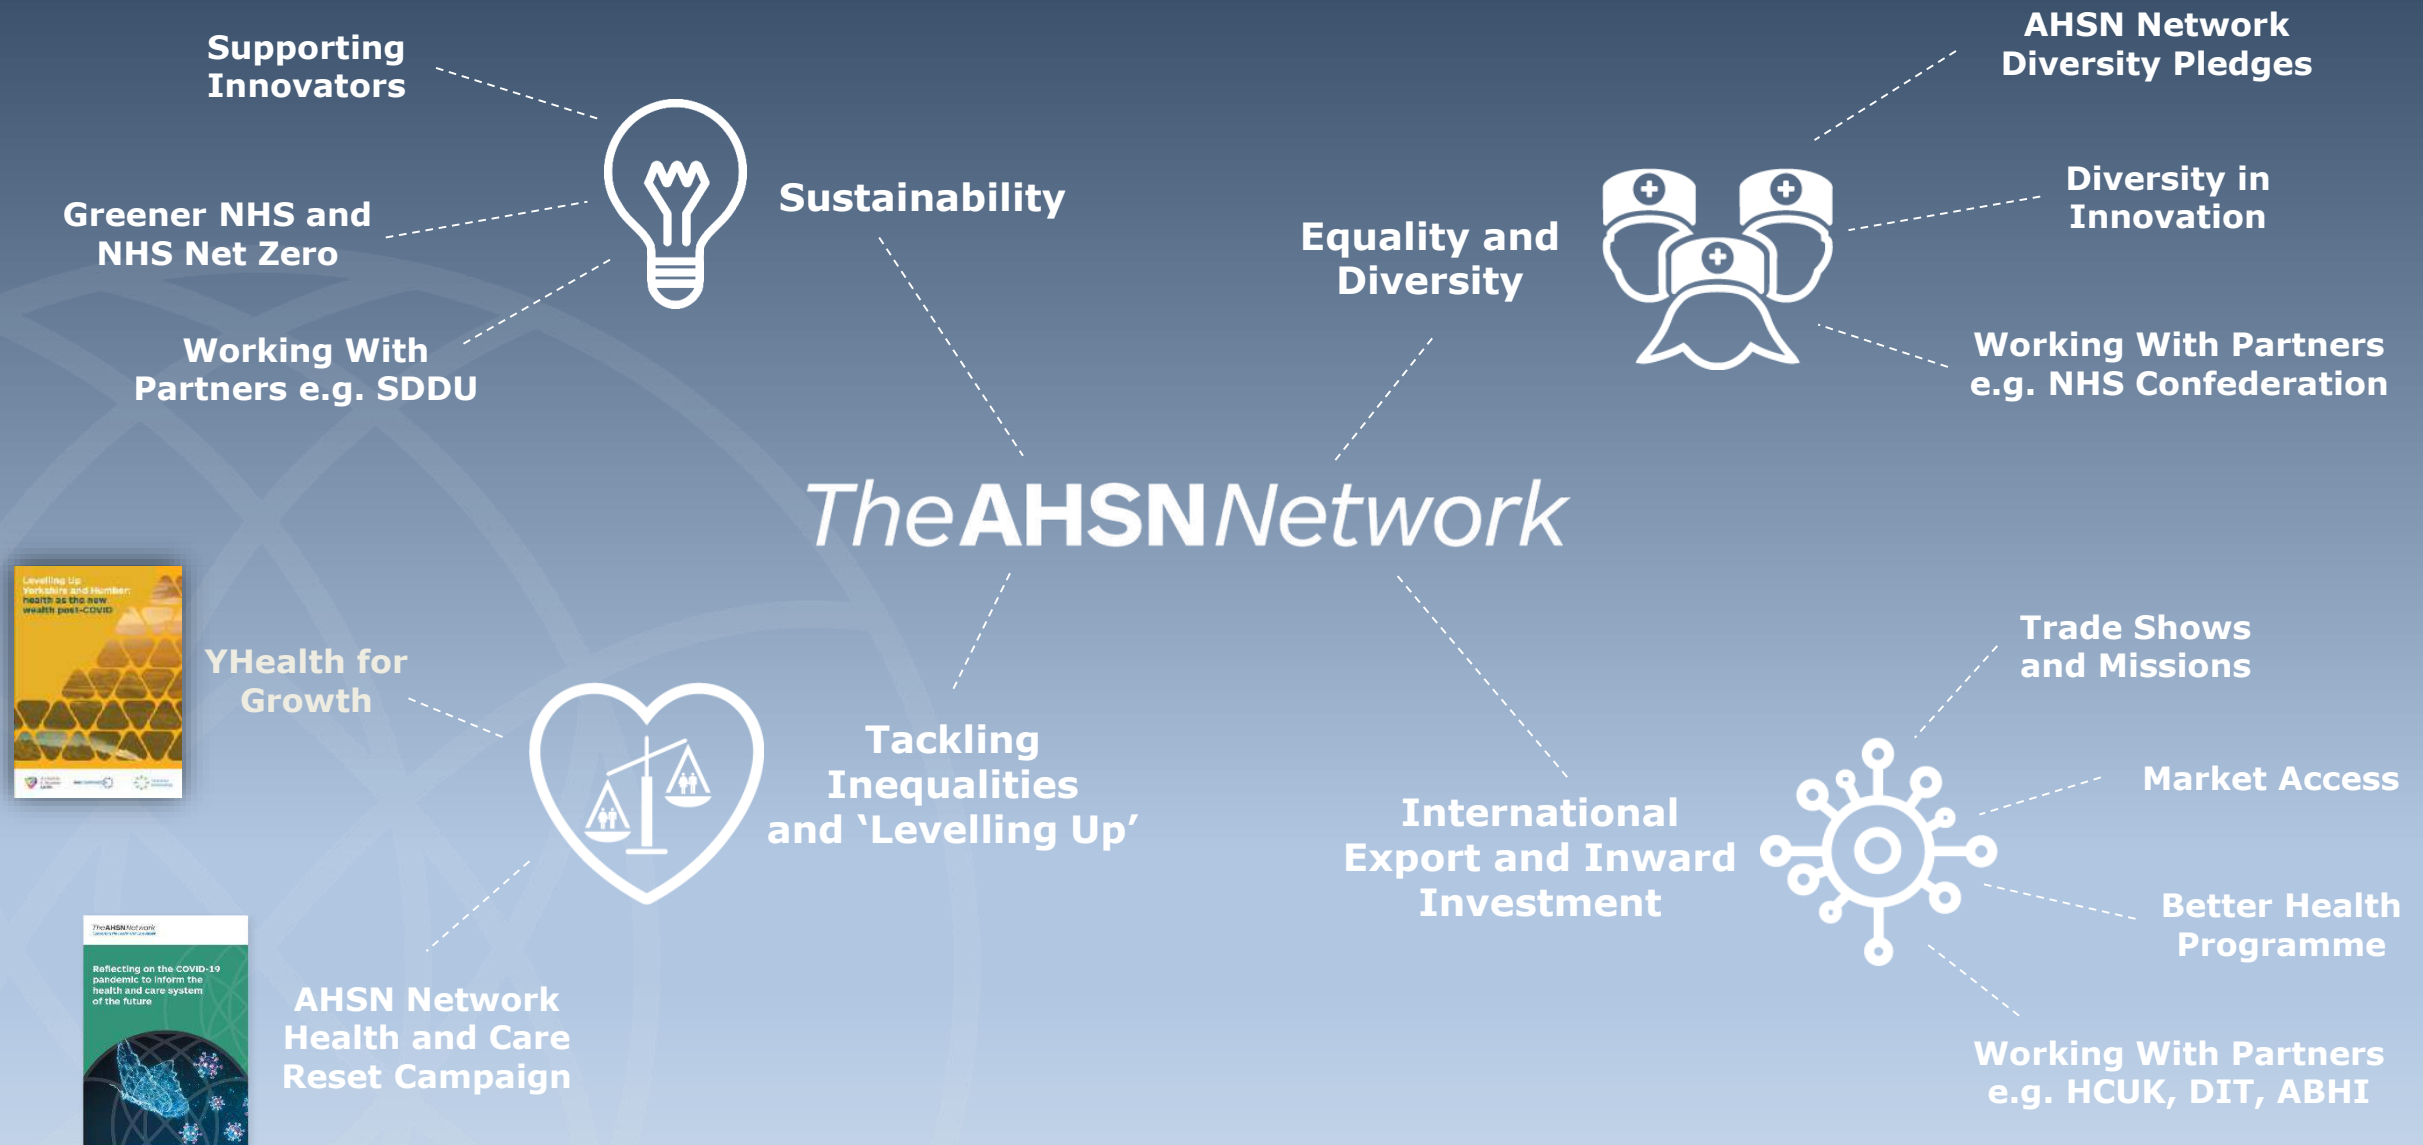 Supporting
Innovators
Greener NHS and
NHS Net Zero
Working With
Partners e.g. SDDU
Sustainability
Equality and
Diversity
AHSN Network
Diversity Pledges
Diversity in
Innovation
Working With Partners
e.g. NHS Confederation
TheAHSNNetwork
Levelling Up
Yorkshire and Humber:
health as the new
wealth post-COVID
YHealth for
Growth
Tackling
Inequalities
and ‘Levelling Up’
TheAHSNNetwork
Reflecting on the COVID-19
pandemic to inform the
health and care system
of the future
AHSN Network
Health and Care
Reset Campaign
International
Export and Inward
Investment
Trade Shows
and Missions
Market Access
Better Health
Programme
Working With Partners
e.g. HCUK, DIT, ABHI